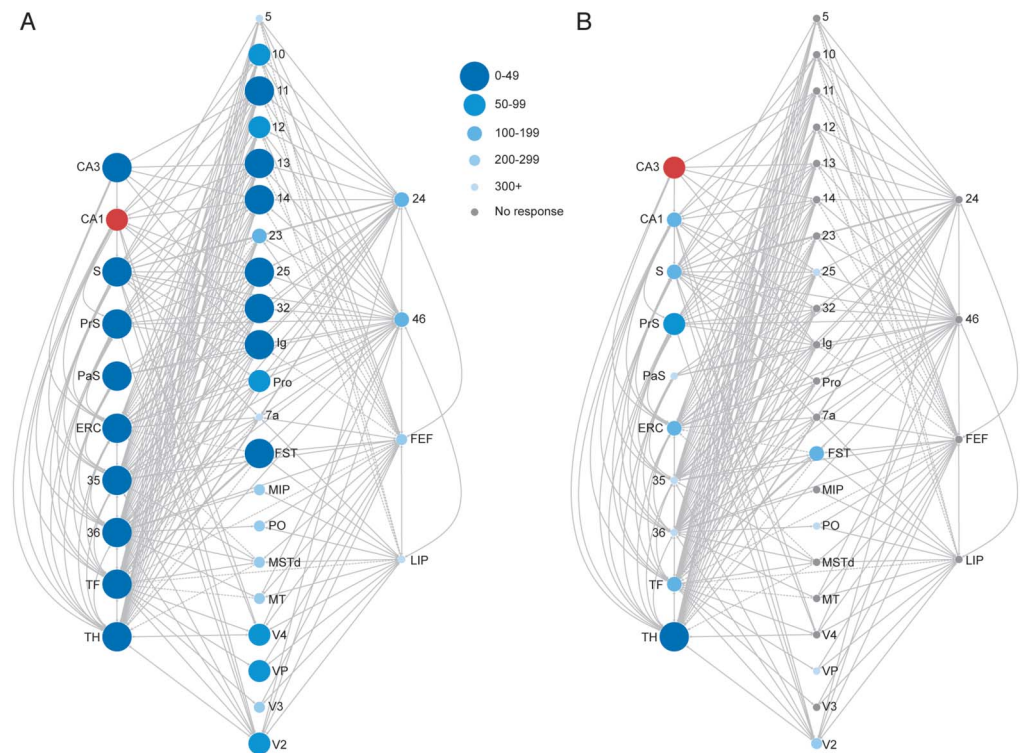 A
5
10
11
12
13
14
23
25
32
Ig
Pro
7a
FST
MIP
PO
MSTd
MT
V4
VP
V3
V2
CA3
CA1
S
PrS
PaS
ERC
35
36
TF
TH
24
46
FEF
LIP
0-49
50-99
100-199
200-299
300+
No response
B
5
10
11
12
13
14
23
25
32
Ig
Pro
7a
FST
MIP
PO
MSTd
MT
V4
VP
V3
V2
CA3
CA1
S
PrS
PaS
ERC
35
36
TF
TH
24
46
FEF
LIP